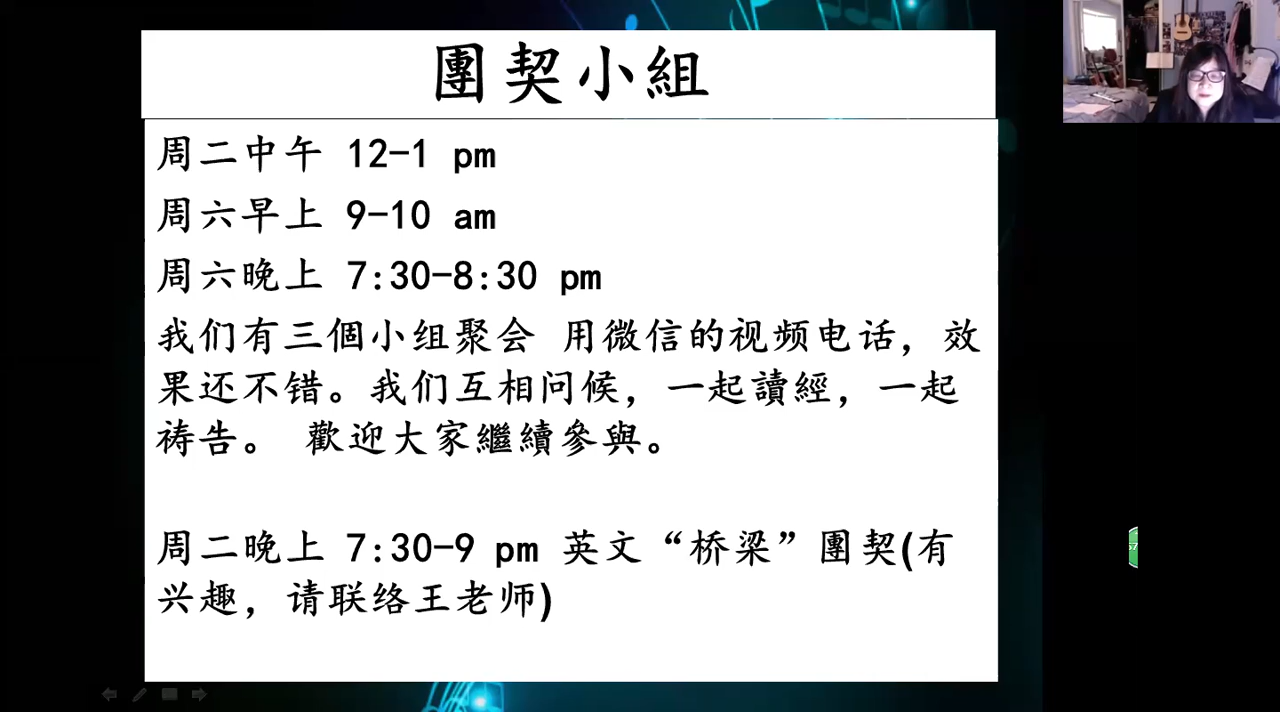 團契小組
周二中午 12-1 pm
周六早上 9-10 am
周六晚上 7:30-8:30 pm
我们有三個小组聚会 用微信的视频电话，效
果还不错。我们互相问候，一起讀經，一起
祷告。 歡迎大家繼續參與。
周二晚上 7:30-9 pm 英文“桥梁”團契(有
兴趣，请联络王老师)